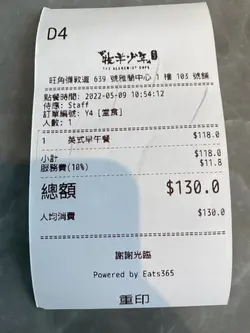 D4
牧羊少年
THE ALCHEMIST CAFE
旺角彌敦道 639 號雅蘭中心 1 樓 103 號舖
點餐時間: 2022-05-09 10:54:12
侍應: Staff
訂單編號: Y4 [堂食]
人數: 1
1 英式早午餐 $118.0
小計 $118.0
服務費(10%) $11.8
總額 $130.0
人均消費 $130.0
謝謝光臨
Powered by Eats365
重印